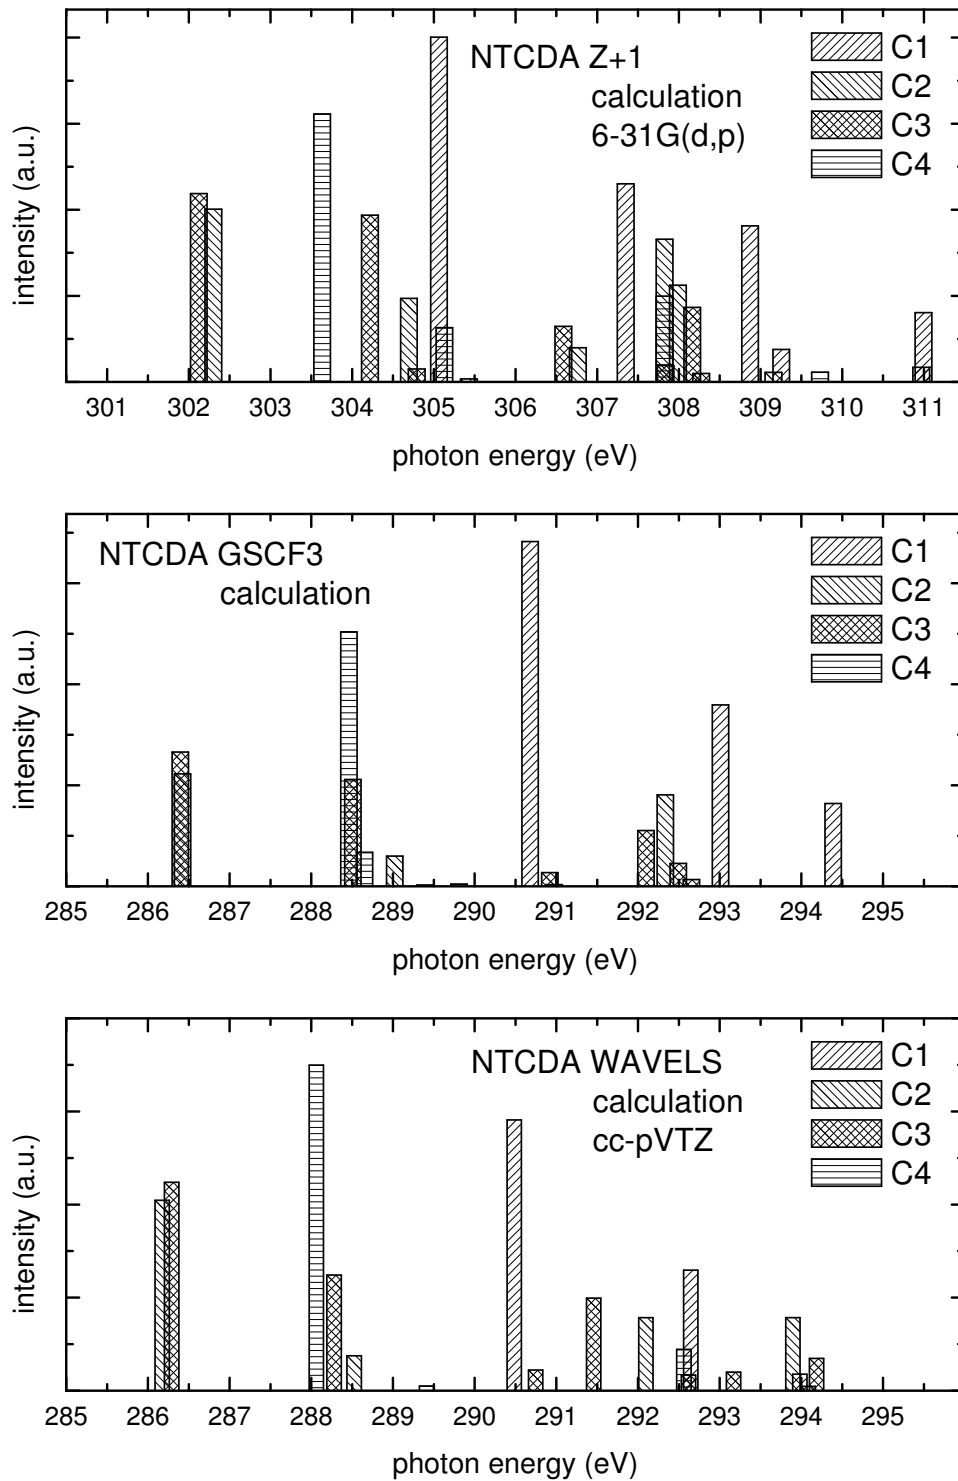 NTCDA Z+1
calculation
6-31G(d,p)
C1
C2
C3
C4
intensity (a.u.)
301 302 303 304 305 306 307 308 309 310 311
photon energy (eV)
NTCDA GSCF3
calculation
C1
C2
C3
C4
intensity (a.u.)
285 286 287 288 289 290 291 292 293 294 295
photon energy (eV)
NTCDA WAVELS
calculation
cc-pVTZ
C1
C2
C3
C4
intensity (a.u.)
285 286 287 288 289 290 291 292 293 294 295
photon energy (eV)